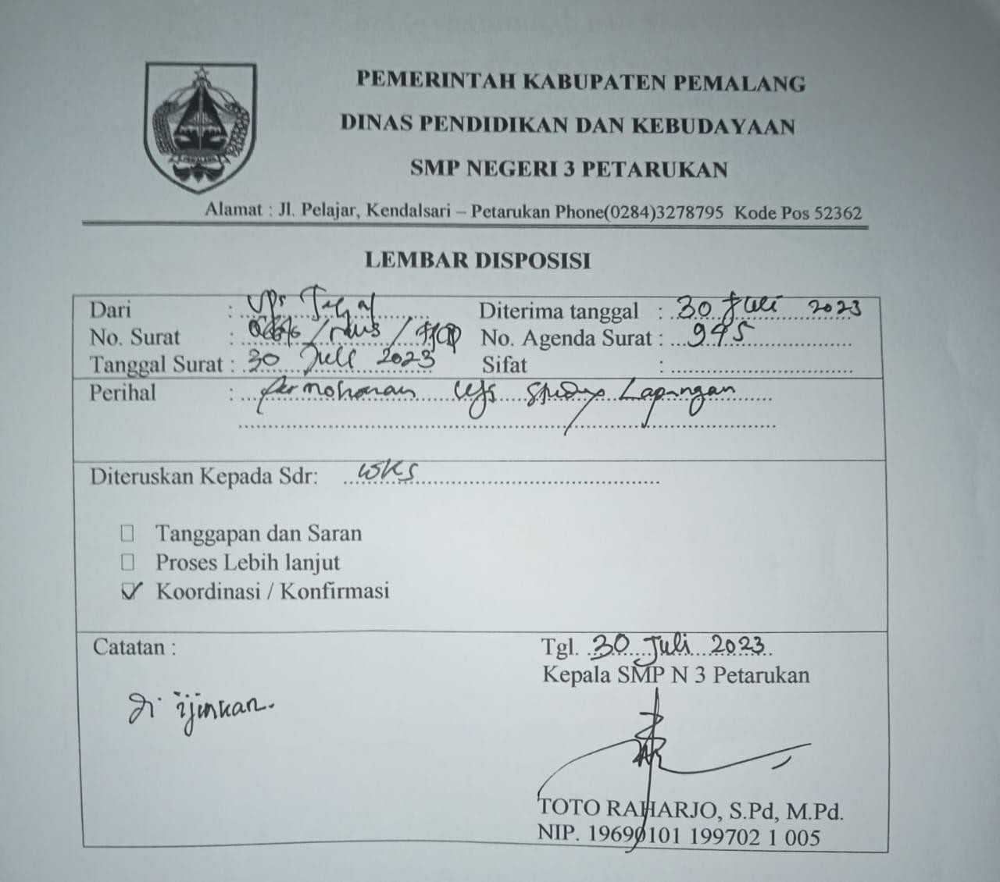 PEMERINTAH KABUPATEN PEMALANG
DINAS PENDIDIKAN DAN KEBUDAYAAN
SMP NEGERI 3 PETARUKAN
Alamat : Jl. Pelajar, Kendalsari – Petarukan Phone(0284)3278795 Kode Pos 52362
LEMBAR DISPOSISI
Dari : UPS Tegal Diterima tanggal : 30 Juli 2023
No. Surat : No. Agenda Surat : 945
Tanggal Surat : 30 Juli 2023 Sifat :
Perihal : Permohonan Study Lapangan
Diteruskan Kepada Sdr: WKS
Tanggapan dan Saran
Proses Lebih lanjut
Koordinasi / Konfirmasi
Catatan : Tgl. 30 Juli 2023
Kepala SMP N 3 Petarukan
di ijinkan.
TOTO RAHARJO, S.Pd, M.Pd.
NIP. 19690101 199702 1 005